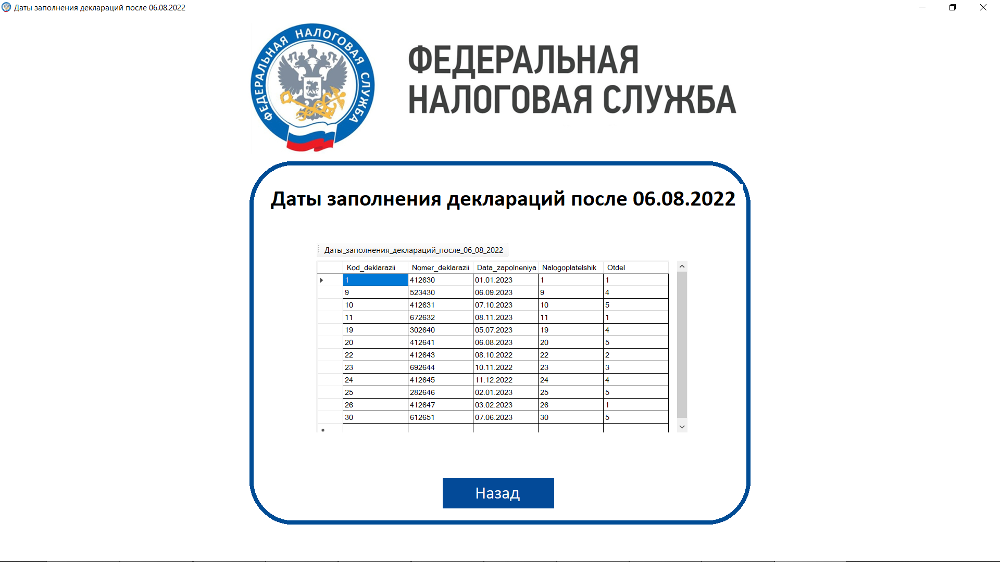 Даты заполнения деклараций после 06.08.2022
ФЕДЕРАЛЬНАЯ НАЛОГОВАЯ СЛУЖБА
ФЕДЕРАЛЬНАЯ
НАЛОГОВАЯ СЛУЖБА
Даты заполнения деклараций после 06.08.2022
Даты_заполнения_деклараций_после_06_08_2022
Kod_deklarazii Nomer_deklarazii Data_zapolneniya Nalogoplatelshik Otdel
1 412630 01.01.2023 1 1
9 523430 06.09.2023 9 4
10 412631 07.10.2023 10 5
11 672632 08.11.2023 11 1
19 302640 05.07.2023 19 4
20 412641 06.08.2023 20 5
22 412643 08.10.2022 22 2
23 692644 10.11.2022 23 3
24 412645 11.12.2022 24 4
25 282646 02.01.2023 25 5
26 412647 03.02.2023 26 1
30 612651 07.06.2023 30 5
Назад